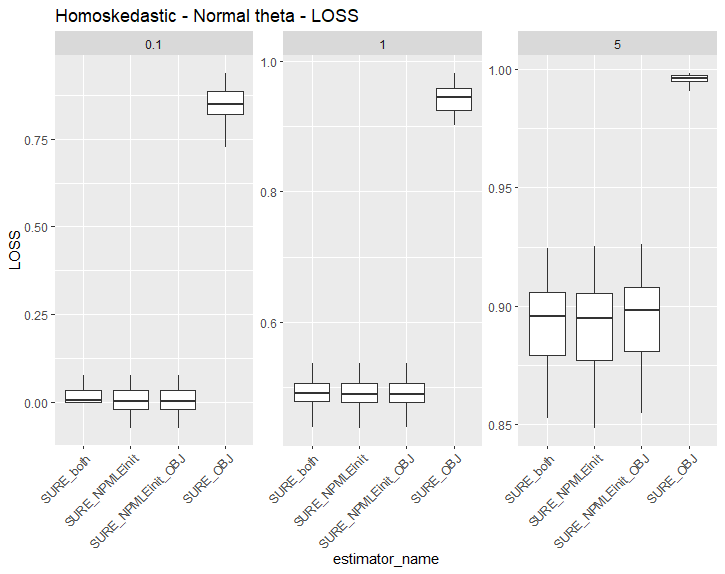 Homoskedastic - Normal theta - LOSS
0.1
1
5
LOSS
0.75
0.50
0.25
0.00
1.0
0.8
0.6
1.00
0.95
0.90
0.85
SURE_both
SURE_NPMLEinit
SURE_NPMLEinit_OBJ
SURE_OBJ
SURE_both
SURE_NPMLEinit
SURE_NPMLEinit_OBJ
SURE_OBJ
SURE_both
SURE_NPMLEinit
SURE_NPMLEinit_OBJ
SURE_OBJ
estimator_name